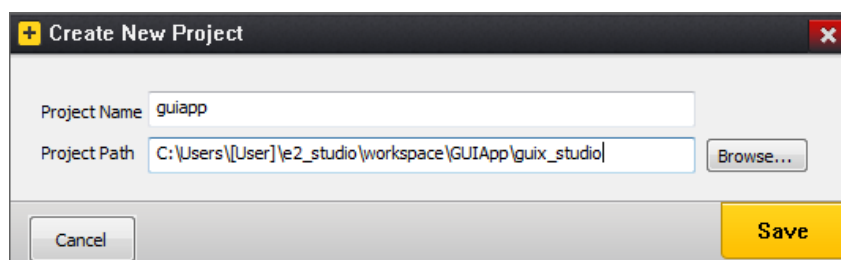 Create New Project
Project Name guiapp
Project Path C:\Users\[User]\e2_studio\workspace\GUIApp\guix_studio Browse...
Cancel Save